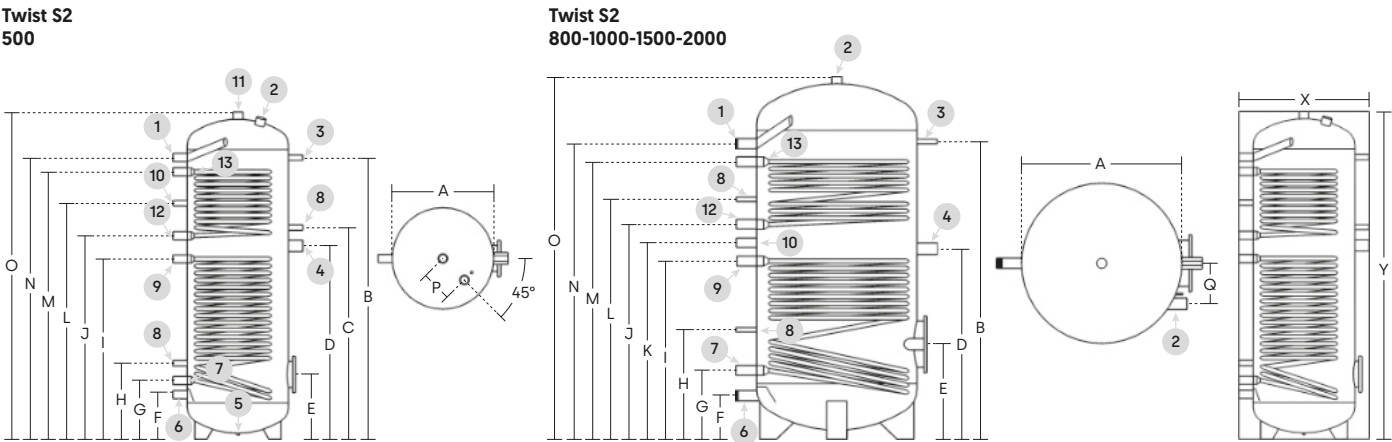 Twist S2
500
Twist S2
800-1000-1500-2000
11
2
1
3
13
10
8
12
4
9
8
7
5
6
O
N
M
L
J
I
H
G
F
E
D
C
B
A
P
45°
2
1
3
13
8
12
4
10
9
8
7
6
O
N
M
L
J
K
I
H
G
F
E
D
B
A
Q
2
X
Y